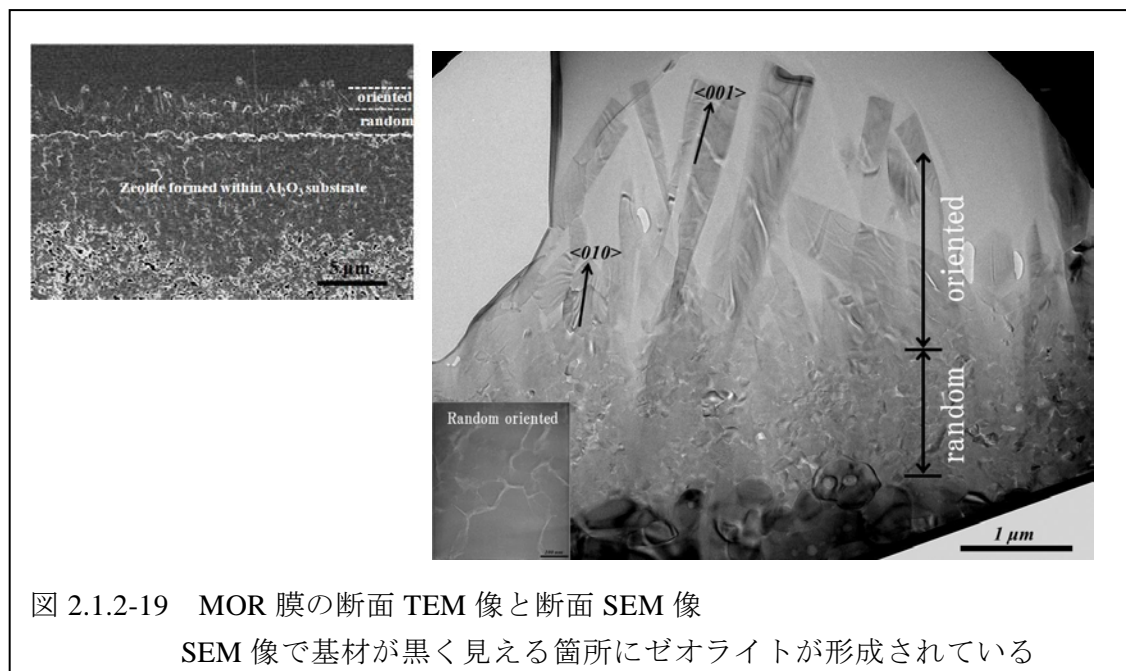 oriented
random
Zeolite formed within Al₂O₃ substrate
5 µm
<001>
<010>
oriented
random
Random oriented
100 nm
1 µm
図 2.1.2-19　MOR 膜の断面 TEM 像と断面 SEM 像
SEM 像で基材が黒く見える箇所にゼオライトが形成されている